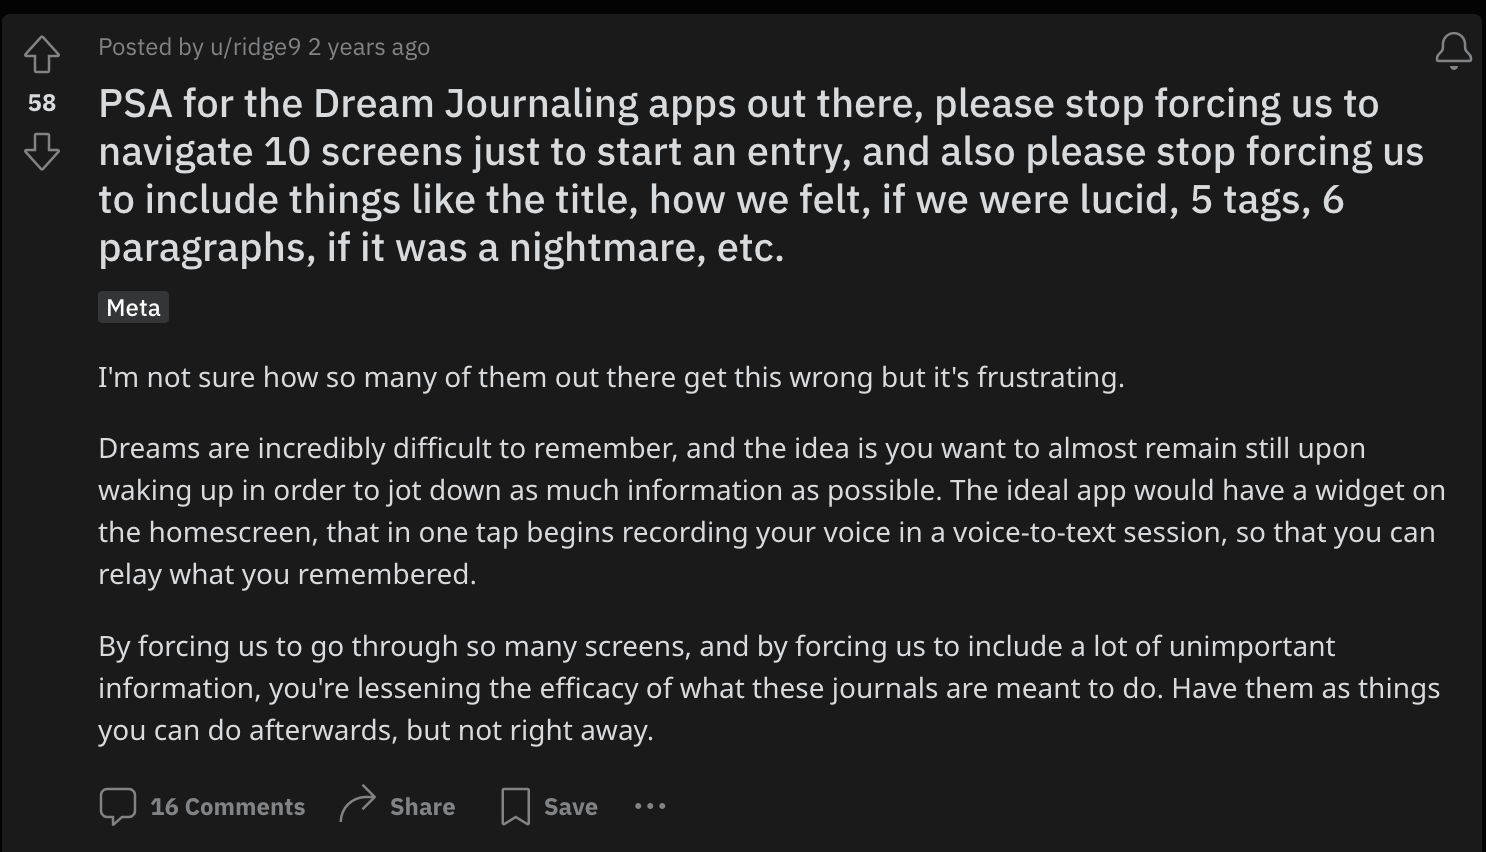 Posted by u/ridge9 2 years ago
58
PSA for the Dream Journaling apps out there, please stop forcing us to
navigate 10 screens just to start an entry, and also please stop forcing us
to include things like the title, how we felt, if we were lucid, 5 tags, 6
paragraphs, if it was a nightmare, etc.
Meta
I'm not sure how so many of them out there get this wrong but it's frustrating.
Dreams are incredibly difficult to remember, and the idea is you want to almost remain still upon
waking up in order to jot down as much information as possible. The ideal app would have a widget on
the homescreen, that in one tap begins recording your voice in a voice-to-text session, so that you can
relay what you remembered.
By forcing us to go through so many screens, and by forcing us to include a lot of unimportant
information, you're lessening the efficacy of what these journals are meant to do. Have them as things
you can do afterwards, but not right away.
16 Comments Share Save ...